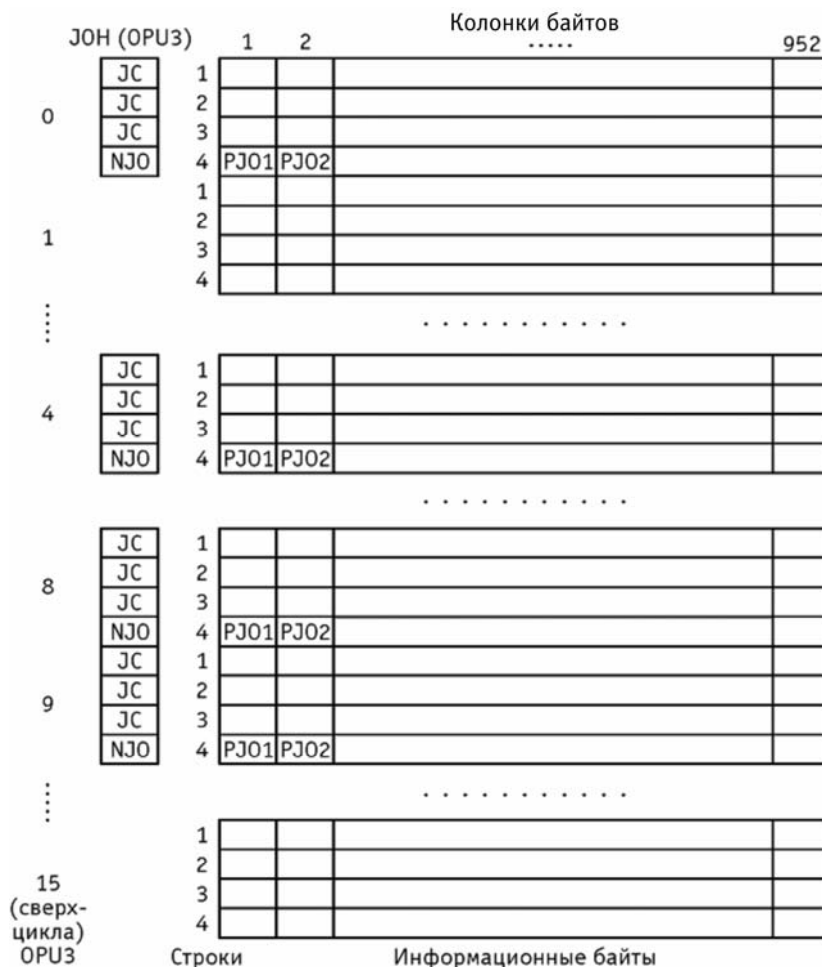 Колонки байтов
JOH (OPU3) 1 2 ..... 952
0
JC 1
JC 2
JC 3
NJO 4 PJO1 PJO2
1
1
2
3
4
......
...........
4
JC 1
JC 2
JC 3
NJO 4 PJO1 PJO2
...........
8
JC 1
JC 2
JC 3
NJO 4 PJO1 PJO2
9
JC 1
JC 2
JC 3
NJO 4 PJO1 PJO2
......
...........
1
2
3
4
15
(сверх-
цикла)
OPU3
Строки Информационные байты